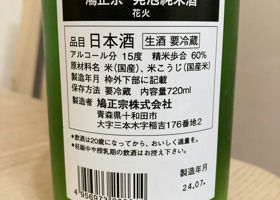 鳩正宗 発泡純米酒
花火
品目 日本酒 生酒 要冷蔵
アルコール分 15度 精米歩合 60%
原材料名 米(国産)、米こうじ(国産米)
製造年月 枠外下部に記載
保存方法 要冷蔵 内容量720ml
製造者 鳩正宗株式会社
青森県十和田市
大字三本木字稲吉176番地2
●飲酒は20歳になってから、おいしく適量を。
●妊娠中や授乳期の飲酒はお控え下さい。
製造年月
24.07.